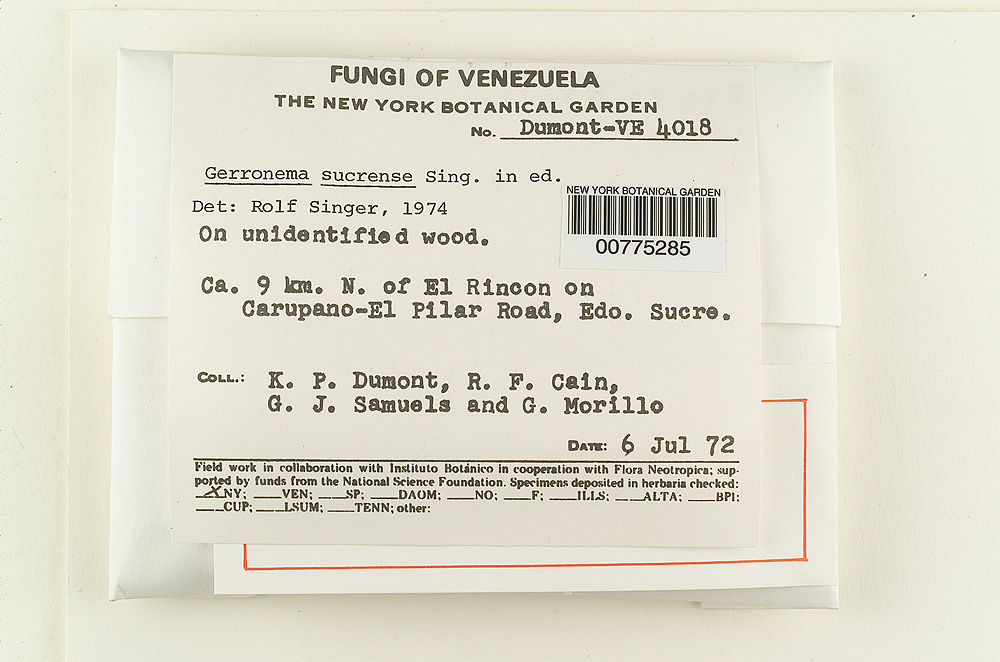 FUNGI OF VENEZUELA
THE NEW YORK BOTANICAL GARDEN
No. Dumont-VE 4018
Gerronema sucrense Sing. in ed.
NEW YORK BOTANICAL GARDEN
00775285
Det: Rolf Singer, 1974
On unidentified wood.
Ca. 9 km. N. of El Rincon on
Carupano-El Pilar Road, Edo. Sucre.
COLL.: K. P. Dumont, R. F. Cain,
G. J. Samuels and G. Morillo
DATE: 6 Jul 72
Field work in collaboration with Instituto Botánico in cooperation with Flora Neotropica; sup-
ported by funds from the National Science Foundation. Specimens deposited in herbaria checked:
_X_NY; ___VEN; ___SP; ___DAOM; ___NO; ___F; ___ILLS; ___ALTA; ___BPI;
___CUP; ___LSUM; ___TENN; other: